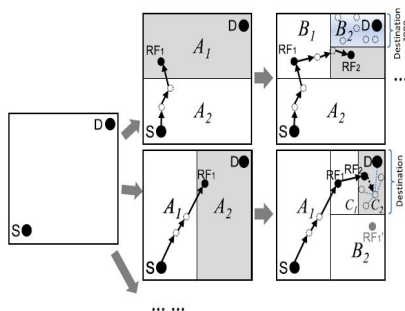 D
S
D
A₁
RF₁
A₂
S
B₁
B₂
D
RF₁
RF₂
A₂
S
Destination
zone
...
D
RF₁
A₁
A₂
S
D
RF₁
RF₂
A₁
C₁
C₂
RF₁'
B₂
S
Destination
... ...